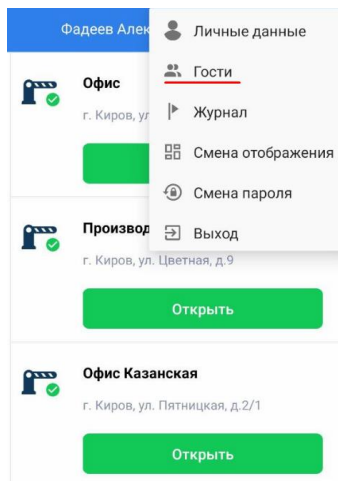 Фадеев Алек
Личные данные
Гости
Журнал
Смена отображения
Смена пароля
Выход
Офис
г. Киров, ул
Производ
г. Киров, ул. Цветная, д.9
Открыть
Офис Казанская
г. Киров, ул. Пятницкая, д.2/1
Открыть